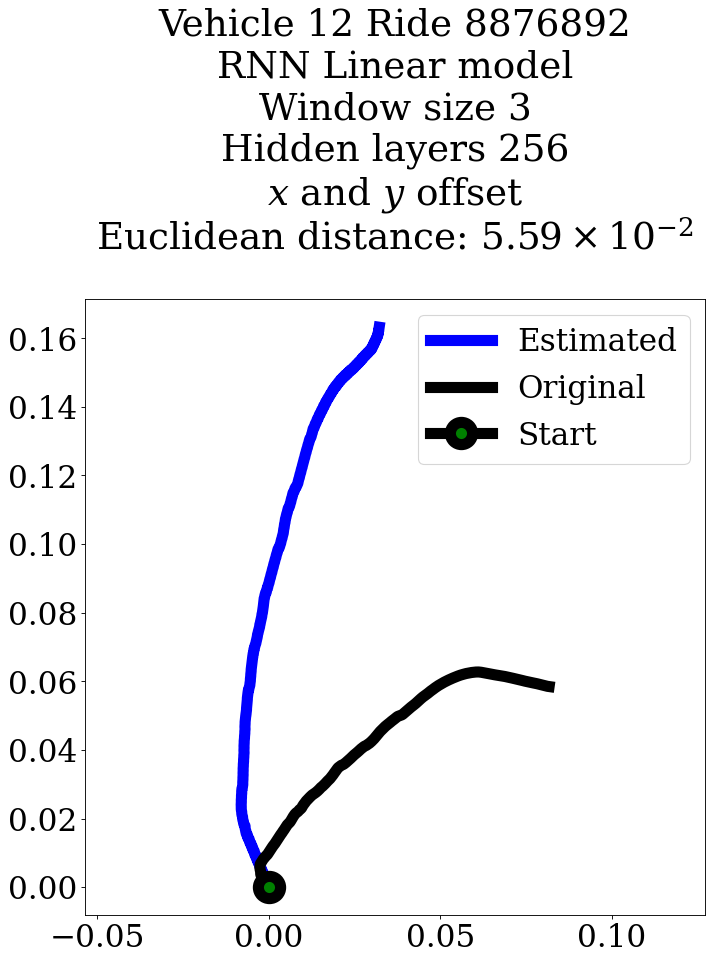 Vehicle 12 Ride 8876892
RNN Linear model
Window size 3
Hidden layers 256
x and y offset
Euclidean distance: 5.59 × 10⁻²
Estimated
Original
Start
0.16
0.14
0.12
0.10
0.08
0.06
0.04
0.02
0.00
−0.05 0.00 0.05 0.10